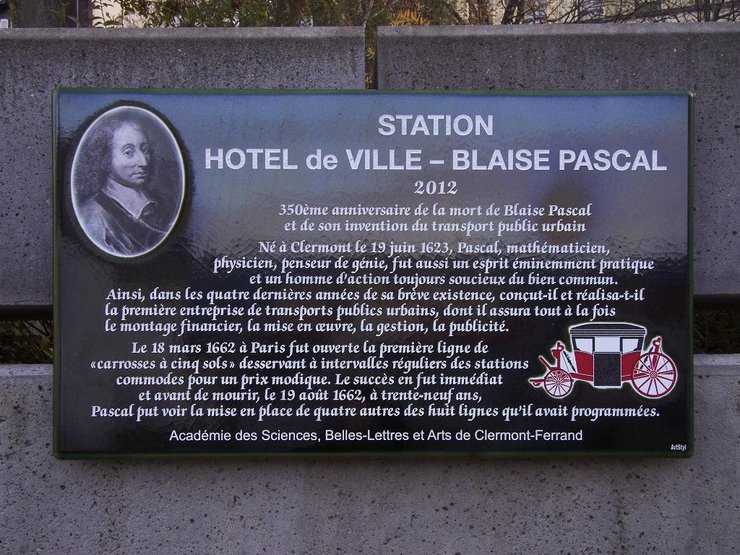 STATION
HOTEL de VILLE – BLAISE PASCAL
2012
350ème anniversaire de la mort de Blaise Pascal
et de son invention du transport public urbain
Né à Clermont le 19 juin 1623, Pascal, mathématicien,
physicien, penseur de génie, fut aussi un esprit éminemment pratique
et un homme d'action toujours soucieux du bien commun.
Ainsi, dans les quatre dernières années de sa brève existence, conçut-il et réalisa-t-il
la première entreprise de transports publics urbains, dont il assura tout à la fois
le montage financier, la mise en œuvre, la gestion, la publicité.
Le 18 mars 1662 à Paris fut ouverte la première ligne de
«carrosses à cinq sols» desservant à intervalles réguliers des stations
commodes pour un prix modique. Le succès en fut immédiat
et avant de mourir, le 19 août 1662, à trente-neuf ans,
Pascal put voir la mise en place de quatre autres des huit lignes qu'il avait programmées.
Académie des Sciences, Belles-Lettres et Arts de Clermont-Ferrand
ArtStyl